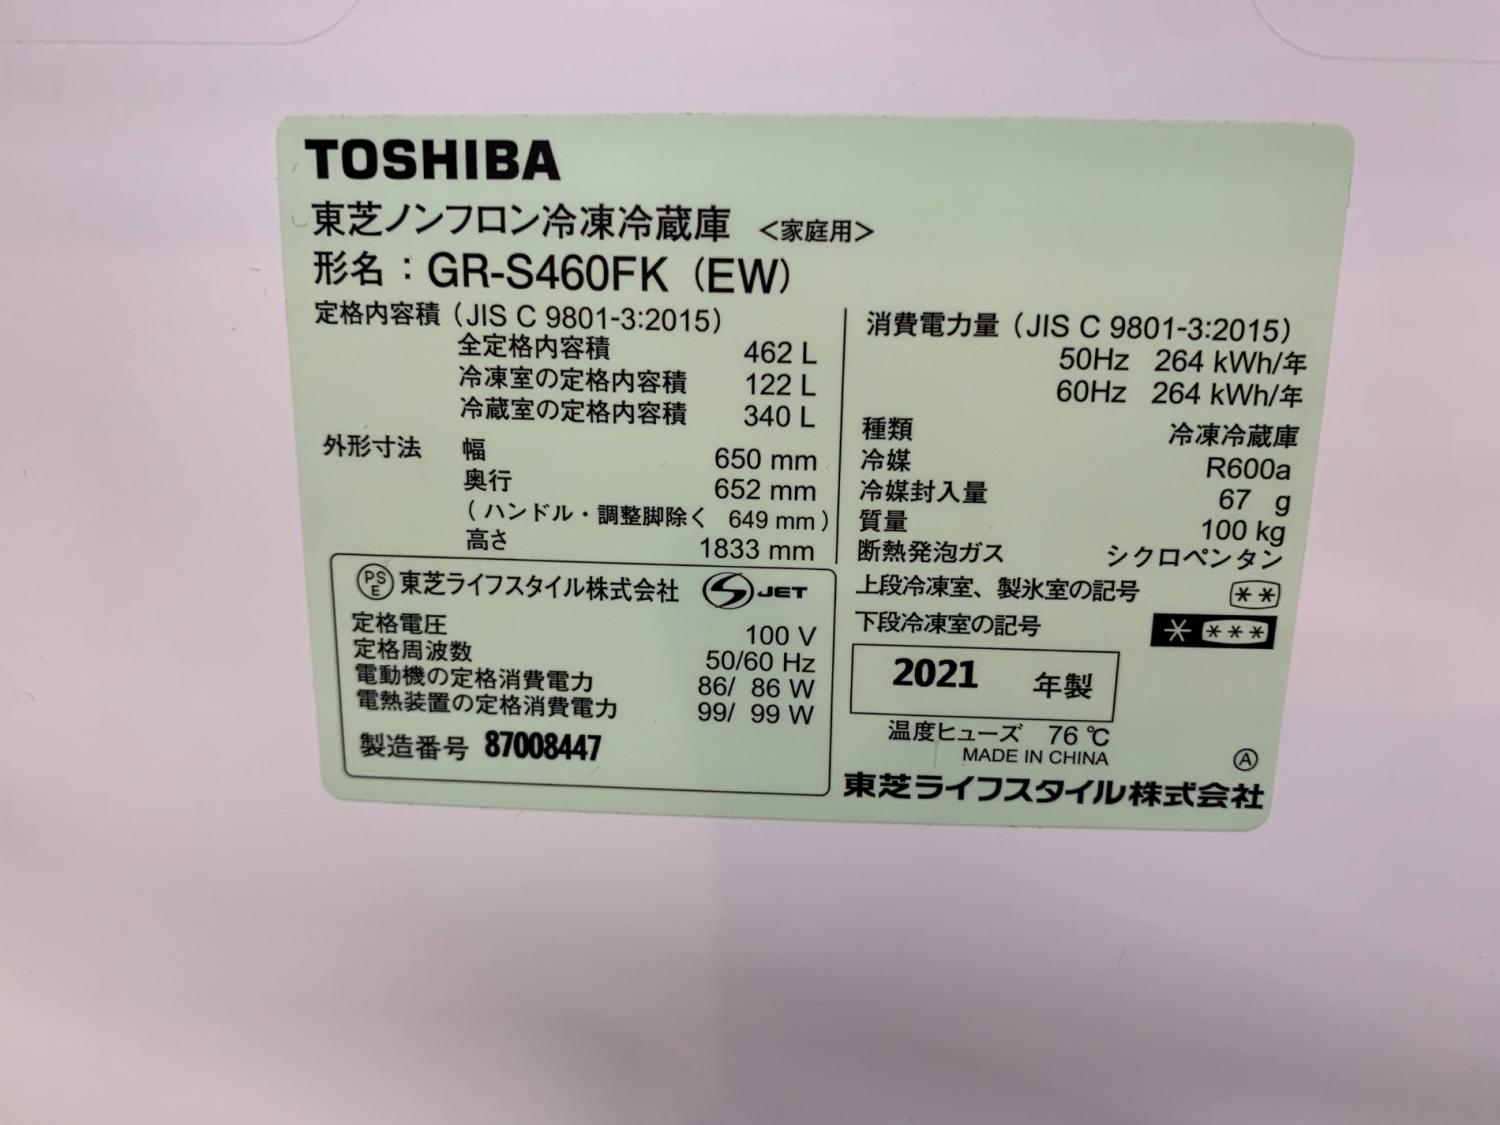 TOSHIBA
東芝ノンフロン冷凍冷蔵庫 <家庭用>
形名：GR-S460FK（EW）
定格内容積（JIS C 9801-3:2015）
全定格内容積 462 L
冷凍室の定格内容積 122 L
冷蔵室の定格内容積 340 L
外形寸法 幅 650 mm
奥行 652 mm
（ハンドル・調整脚除く 649 mm）
高さ 1833 mm
PSE 東芝ライフスタイル株式会社 S JET
定格電圧 100 V
定格周波数 50/60 Hz
電動機の定格消費電力 86/ 86 W
電熱装置の定格消費電力 99/ 99 W
製造番号 87008447
消費電力量（JIS C 9801-3:2015）
50Hz 264 kWh/年
60Hz 264 kWh/年
種類 冷凍冷蔵庫
冷媒 R600a
冷媒封入量 67 g
質量 100 kg
断熱発泡ガス シクロペンタン
上段冷凍室、製氷室の記号 **
下段冷凍室の記号 * ***
2021 年製
温度ヒューズ 76 ℃
MADE IN CHINA Ⓐ
東芝ライフスタイル株式会社